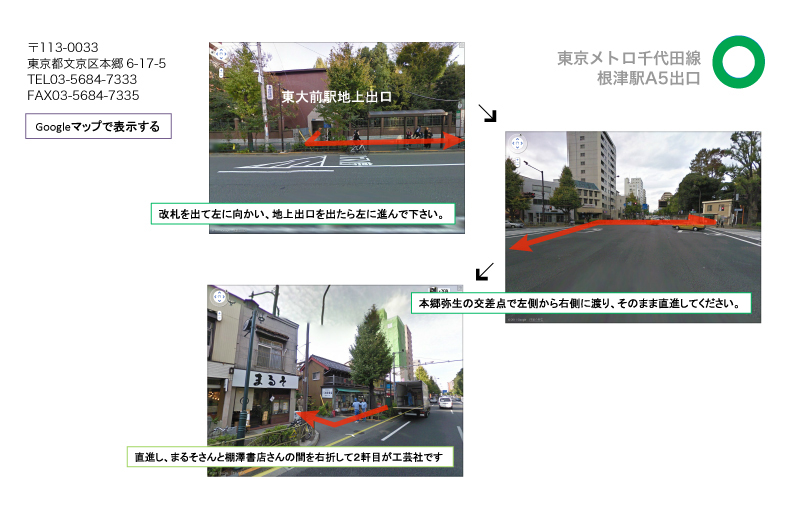 〒113-0033
東京都文京区本郷 6-17-5
TEL03-5684-7333
FAX03-5684-7335
Googleマップで表示する
東京メトロ千代田線
根津駅A5出口
東大前駅地上出口
改札を出て左に向かい、地上出口を出たら左に進んで下さい。
本郷弥生の交差点で左側から右側に渡り、そのまま直進してください。
まるそ
直進し、まるそさんと棚澤書店さんの間を右折して2軒目が工芸社です